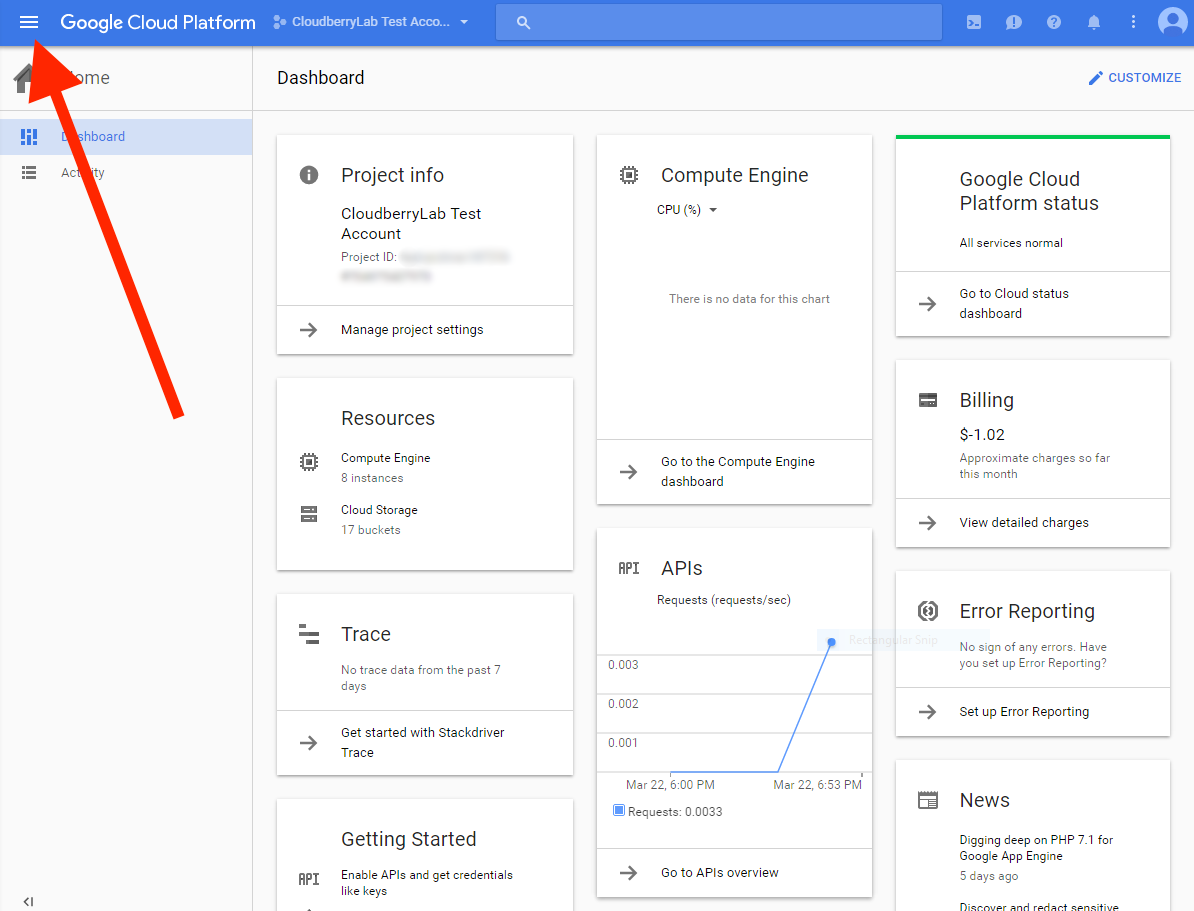 Google Cloud Platform
CloudberryLab Test Acco...
Home
Dashboard
CUSTOMIZE
Dashboard
Activity
Project info
CloudberryLab Test
Account
Project ID:
Manage project settings
Resources
Compute Engine
8 instances
Cloud Storage
17 buckets
Trace
No trace data from the past 7
days
Get started with Stackdriver
Trace
Getting Started
API
Enable APIs and get credentials
like keys
Compute Engine
CPU (%)
There is no data for this chart
Go to the Compute Engine
dashboard
API
APIs
Requests (requests/sec)
Rectangular Snip
0.003
0.002
0.001
Mar 22, 6:00 PM
Mar 22, 6:53 PM
Requests: 0.0033
Go to APIs overview
Google Cloud
Platform status
All services normal
Go to Cloud status
dashboard
Billing
$-1.02
Approximate charges so far
this month
View detailed charges
Error Reporting
No sign of any errors. Have
you set up Error Reporting?
Set up Error Reporting
News
Digging deep on PHP 7.1 for
Google App Engine
5 days ago
Discover and redact sensitive